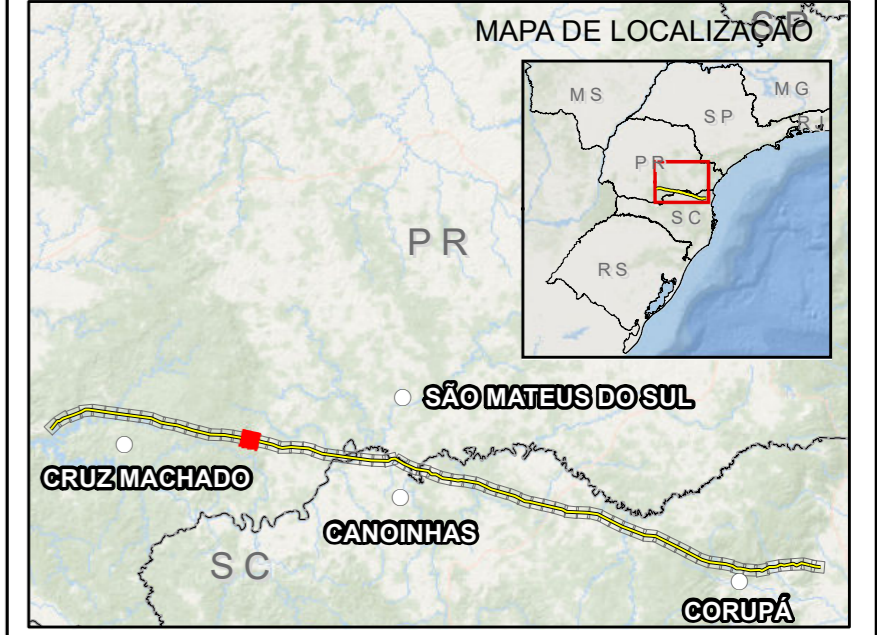 MAPA DE LOCALIZAÇÃO
MS
MG
SP
RJ
PR
SC
RS
PR
SÃO MATEUS DO SUL
CRUZ MACHADO
CANOINHAS
SC
CORUPÁ